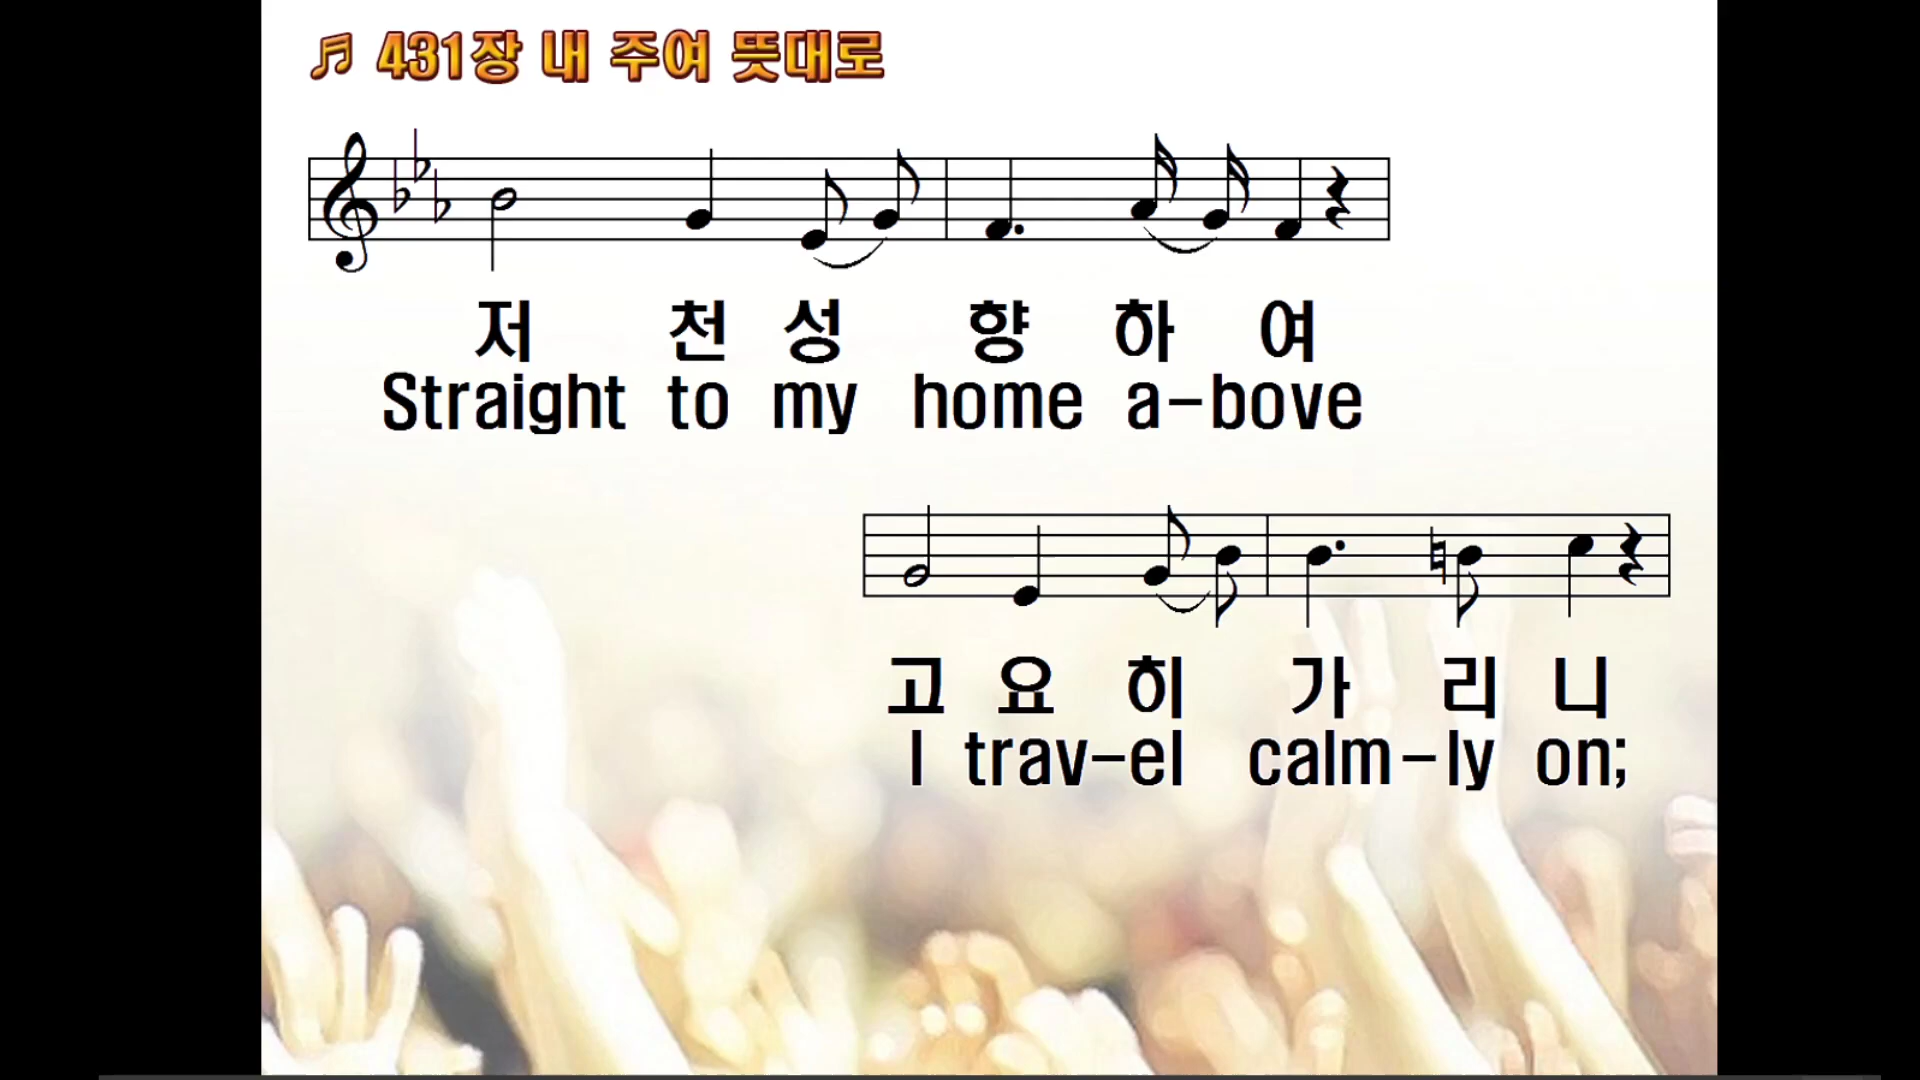 431장 내 주여 뜻대로
저 천 성 향 하 여
Straight to my home a-bove
고 요 히 가 리 니
I trav-el calm-ly on;